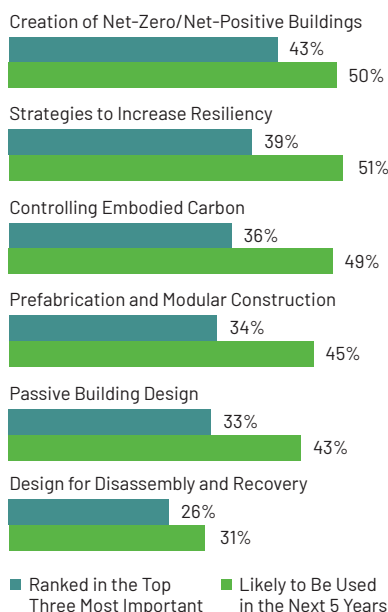 Creation of Net-Zero/Net-Positive Buildings
43%
50%
Strategies to Increase Resiliency
39%
51%
Controlling Embodied Carbon
36%
49%
Prefabrication and Modular Construction
34%
45%
Passive Building Design
33%
43%
Design for Disassembly and Recovery
26%
31%
Ranked in the Top
Three Most Important
Likely to Be Used
in the Next 5 Years